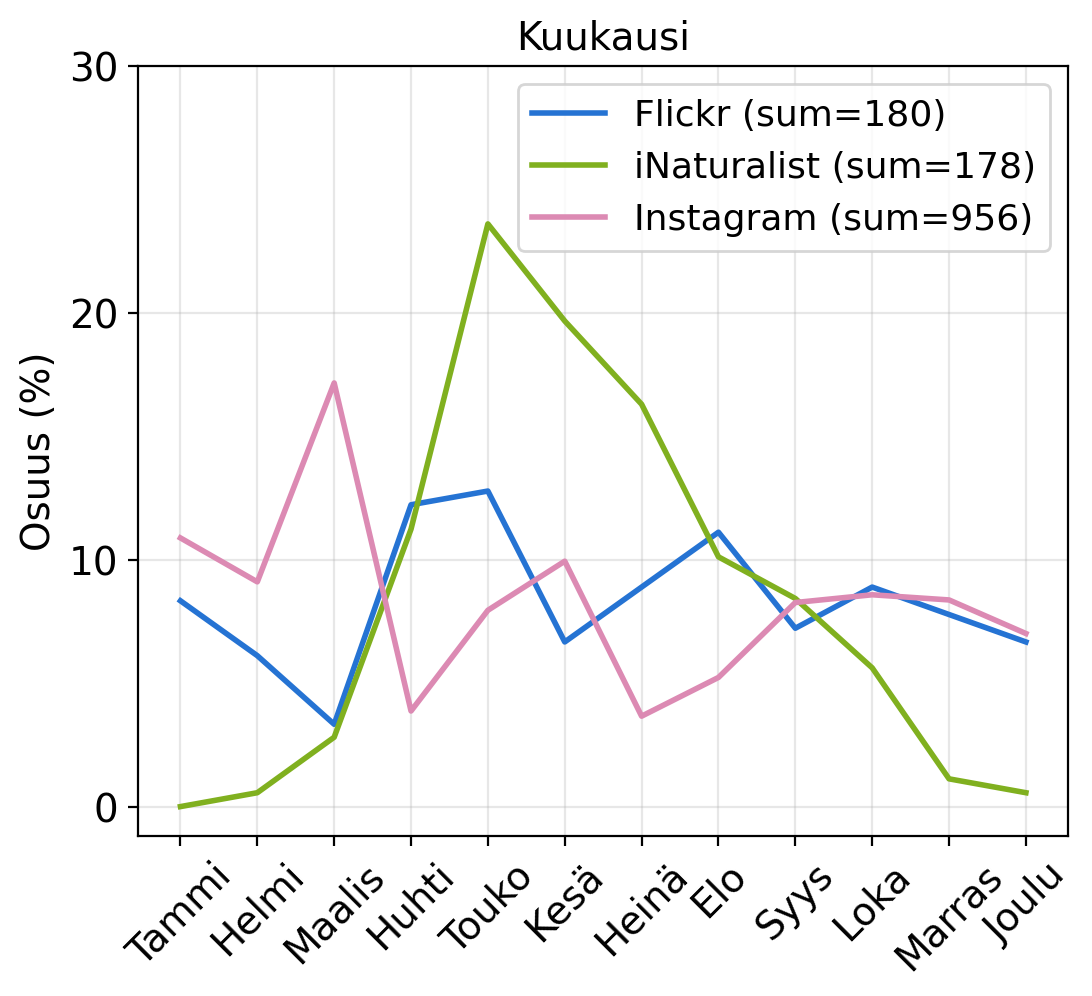 Kuukausi
30
20
10
0
Osuus (%)
Flickr (sum=180)
iNaturalist (sum=178)
Instagram (sum=956)
Tammi
Helmi
Maalis
Huhti
Touko
Kesä
Heinä
Elo
Syys
Loka
Marras
Joulu